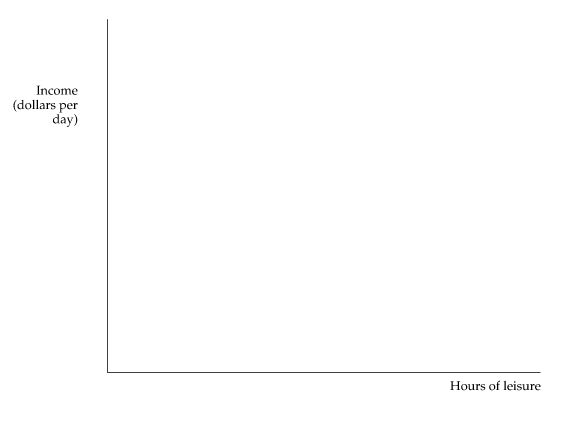 Income
(dollars per
day)
Hours of leisure